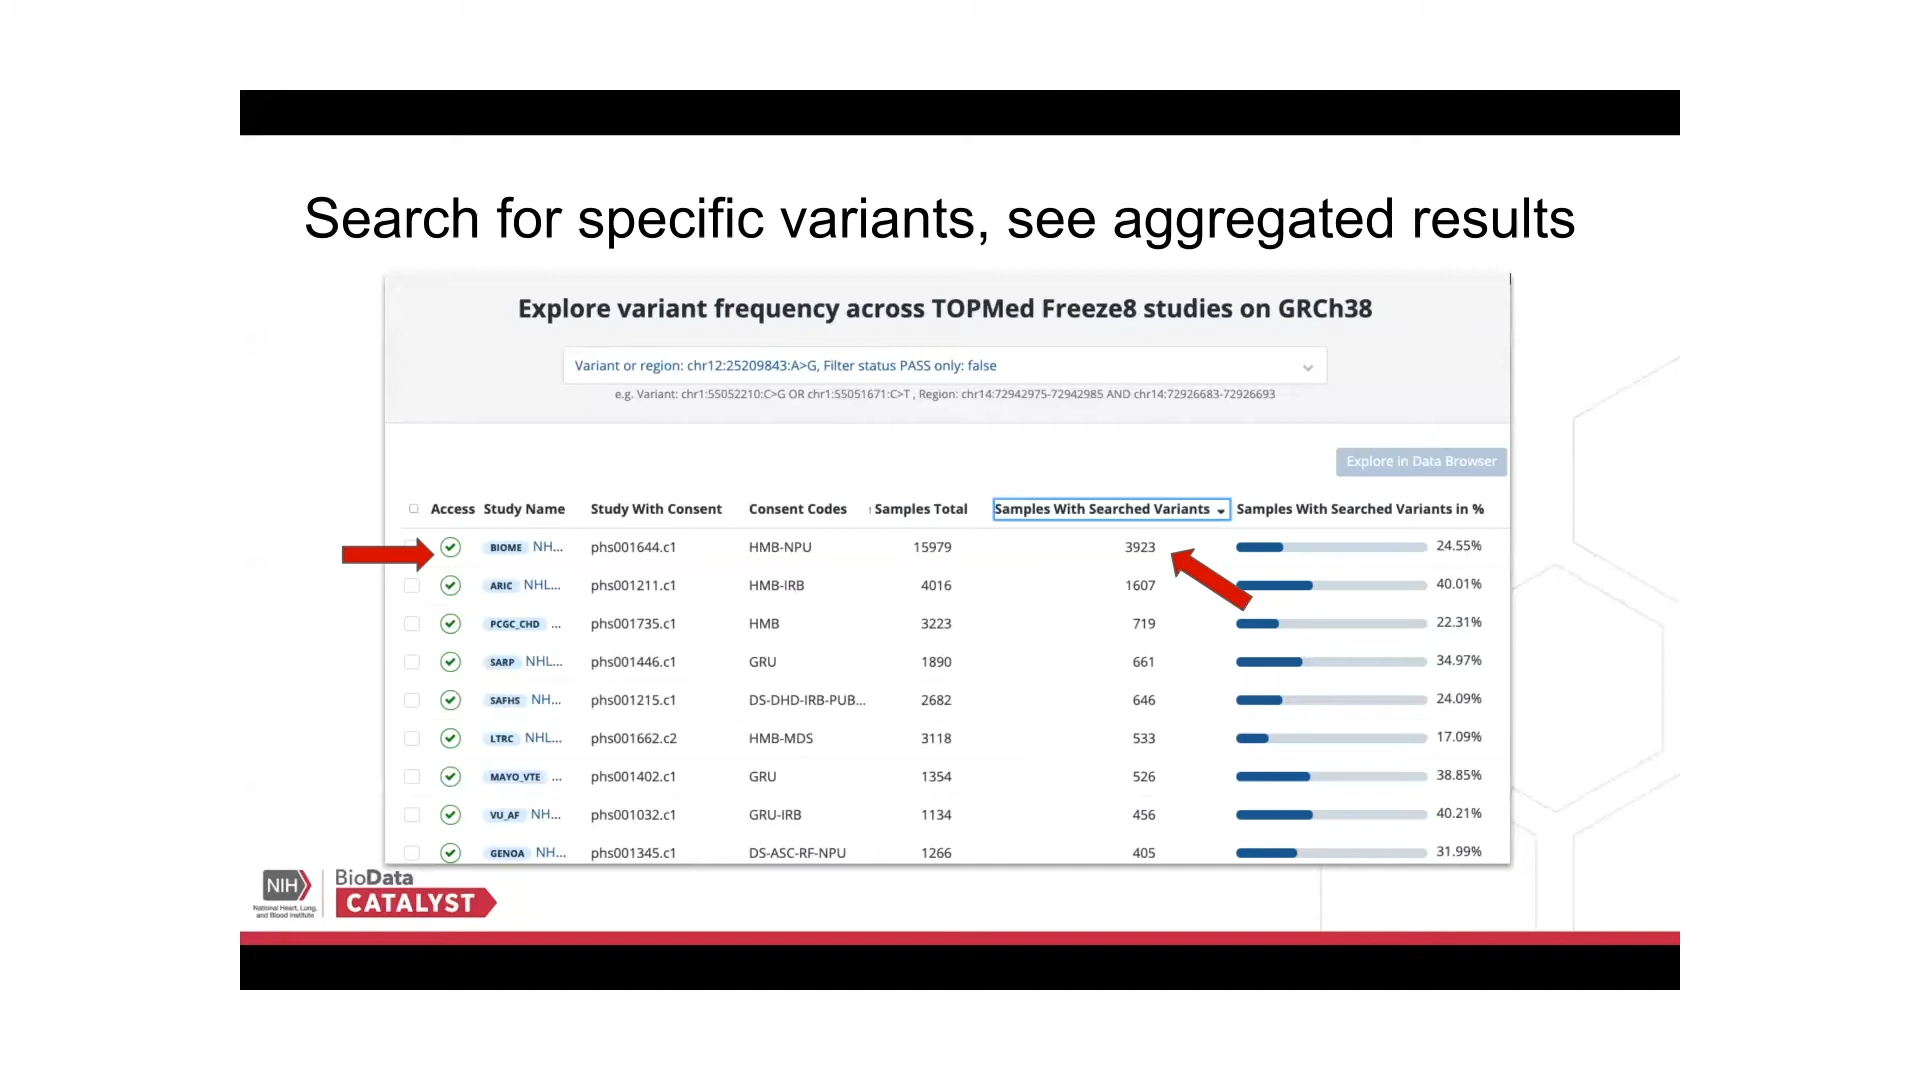 Search for specific variants, see aggregated results
Explore variant frequency across TOPMed Freeze8 studies on GRCh38
Variant or region: chr12:25209843:A>G, Filter status PASS only: false
e.g. Variant: chr1:55052210:C>G OR chr1:55051671:C>T , Region: chr14:72942975-72942985 AND chr14:72926683-72926693
Explore in Data Browser
Access Study Name Study With Consent Consent Codes Samples Total Samples With Searched Variants Samples With Searched Variants in %
BIOME NH... phs001644.c1 HMB-NPU 15979 3923 24.55%
ARIC NHL... phs001211.c1 HMB-IRB 4016 1607 40.01%
PCGC_CHD ... phs001735.c1 HMB 3223 719 22.31%
SARP NHL... phs001446.c1 GRU 1890 661 34.97%
SAFHS NH... phs001215.c1 DS-DHD-IRB-PUB... 2682 646 24.09%
LTRC NHL... phs001662.c2 HMB-MDS 3118 533 17.09%
MAYO_VTE ... phs001402.c1 GRU 1354 526 38.85%
VU_AF NH... phs001032.c1 GRU-IRB 1134 456 40.21%
GENOA NH... phs001345.c1 DS-ASC-RF-NPU 1266 405 31.99%
NIH
National Heart, Lung,
and Blood Institute
BioData
CATALYST